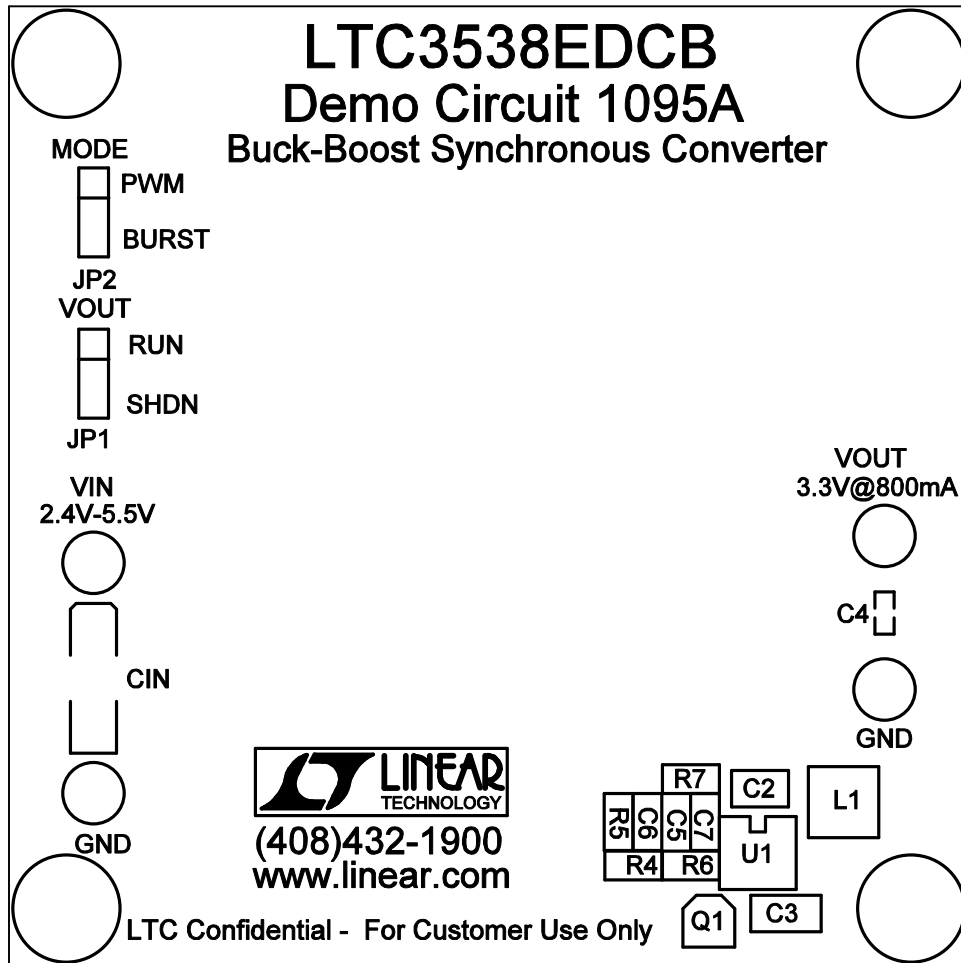 LTC3538EDCB
Demo Circuit 1095A
Buck-Boost Synchronous Converter
MODE
PWM
BURST
JP2
VOUT
RUN
SHDN
JP1
VIN
2.4V-5.5V
CIN
GND
VOUT
3.3V@800mA
C4
GND
LINEAR
TECHNOLOGY
(408)432-1900
www.linear.com
R7
C2
L1
R5
C6
C5
C7
U1
R4
R6
Q1
C3
LTC Confidential - For Customer Use Only